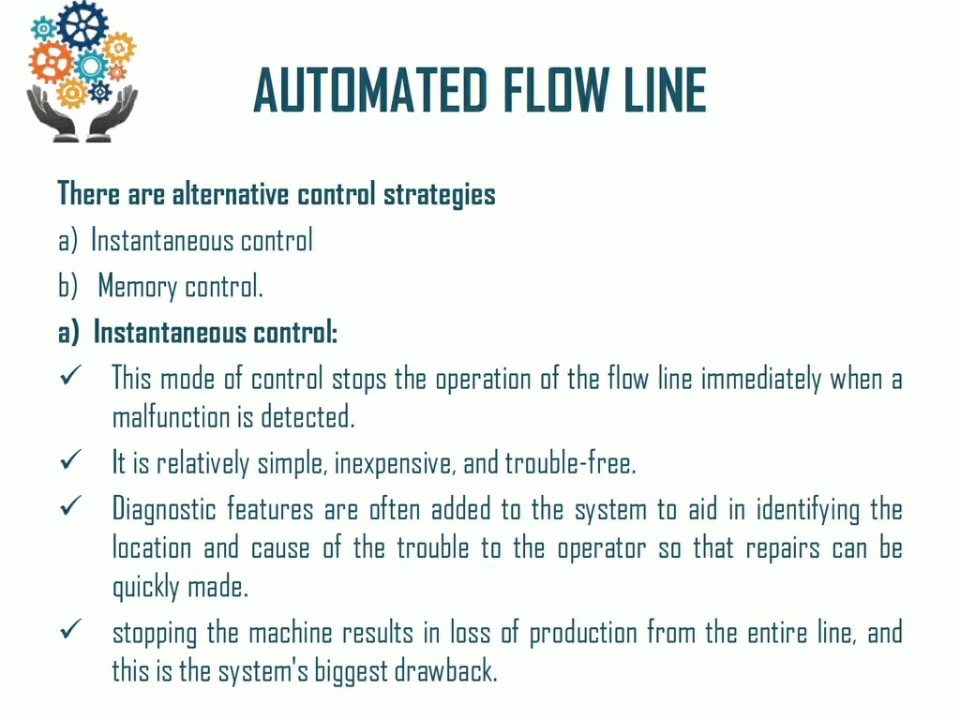 AUTOMATED FLOW LINE
There are alternative control strategies
a) Instantaneous control
b) Memory control.
a) Instantaneous control:
✓ This mode of control stops the operation of the flow line immediately when a
malfunction is detected.
✓ It is relatively simple, inexpensive, and trouble-free.
✓ Diagnostic features are often added to the system to aid in identifying the
location and cause of the trouble to the operator so that repairs can be
quickly made.
✓ stopping the machine results in loss of production from the entire line, and
this is the system's biggest drawback.